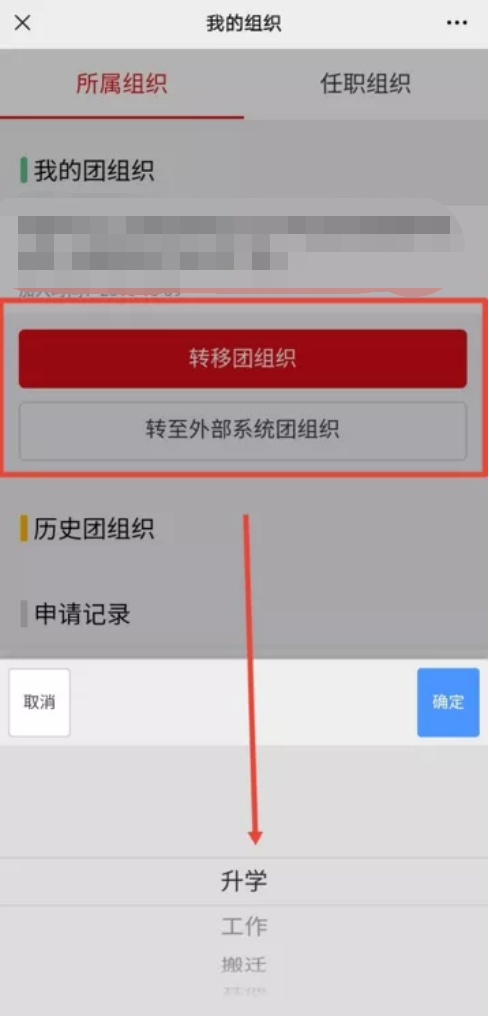 我的组织
所属组织
任职组织
我的团组织
转移团组织
转至外部系统团组织
历史团组织
申请记录
取消
确定
升学
工作
搬迁